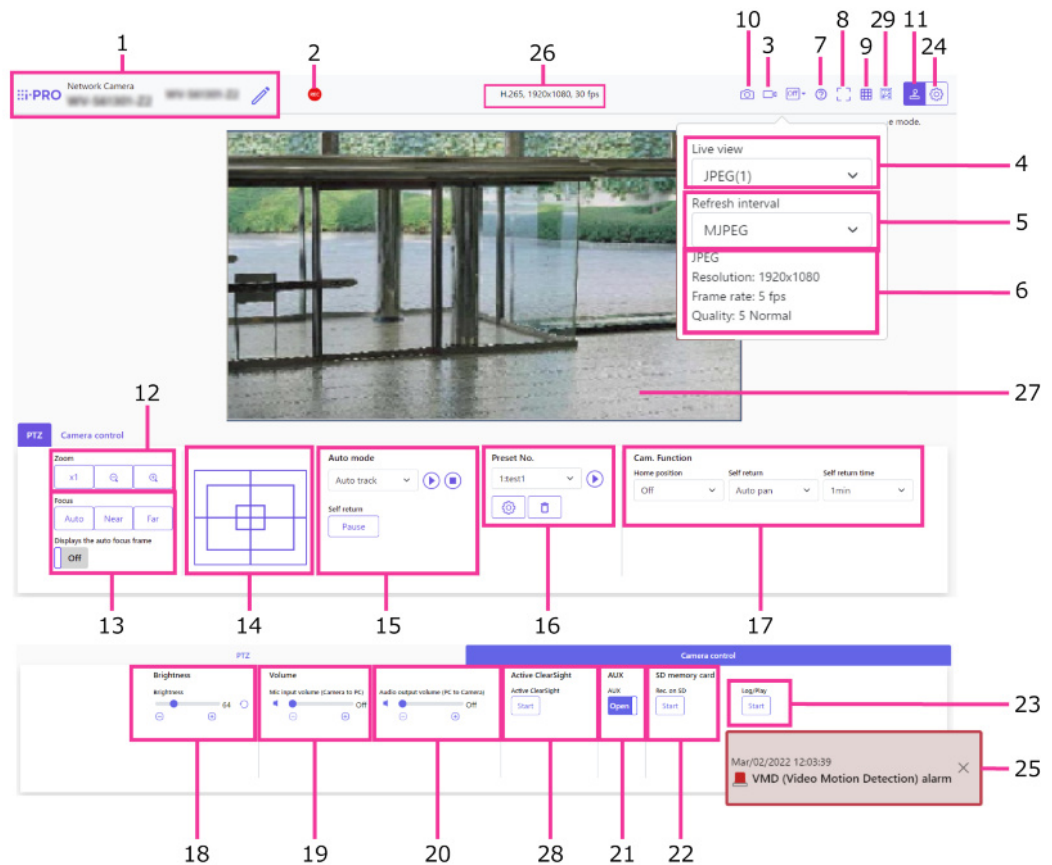 10
29
11
1
2
26
3
7
8
9
24
i-PRO
Network Camera
REC
H.265, 1920x1080, 30 fps
Off
e mode.
Live view
JPEG(1)
4
Refresh interval
MJPEG
5
JPEG
Resolution: 1920x1080
Frame rate: 5 fps
Quality: 5 Normal
6
27
12
PTZ
Camera control
Zoom
x1
Focus
Auto
Near
Far
Displays the auto focus frame
Off
Auto mode
Auto track
Self return
Pause
Preset No.
1:test1
Cam. Function
Home position
Off
Self return
Auto pan
Self return time
1min
13
14
15
16
17
PTZ
Camera control
Brightness
Brightness
64
Volume
Mic input volume (Camera to PC)
Off
Audio output volume (PC to Camera)
Off
Active ClearSight
Active ClearSight
Start
AUX
AUX
Open
SD memory card
Rec. on SD
Start
Log/Play
Start
23
Mar/02/2022 12:03:39
VMD (Video Motion Detection) alarm
25
18
19
20
28
21
22